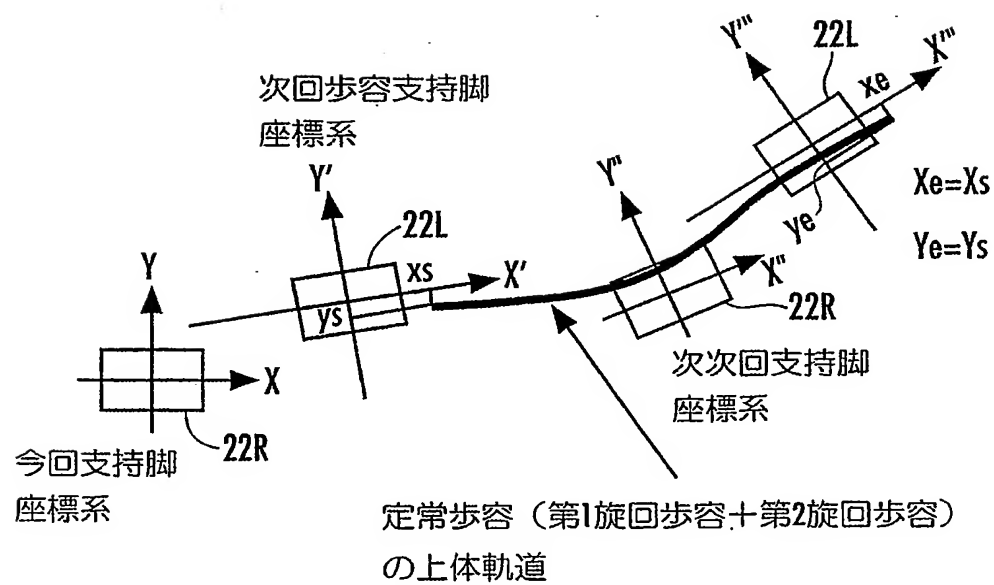 Y'''
22L
X'''
xe
次回歩容支持脚
座標系
Y'
22L
Y''
Xe=Xs
ye
Ye=Ys
xs
X'
X''
Y
ys
22R
X
次次回支持脚
座標系
22R
今回支持脚
座標系
定常歩容（第1旋回歩容＋第2旋回歩容）
の上体軌道